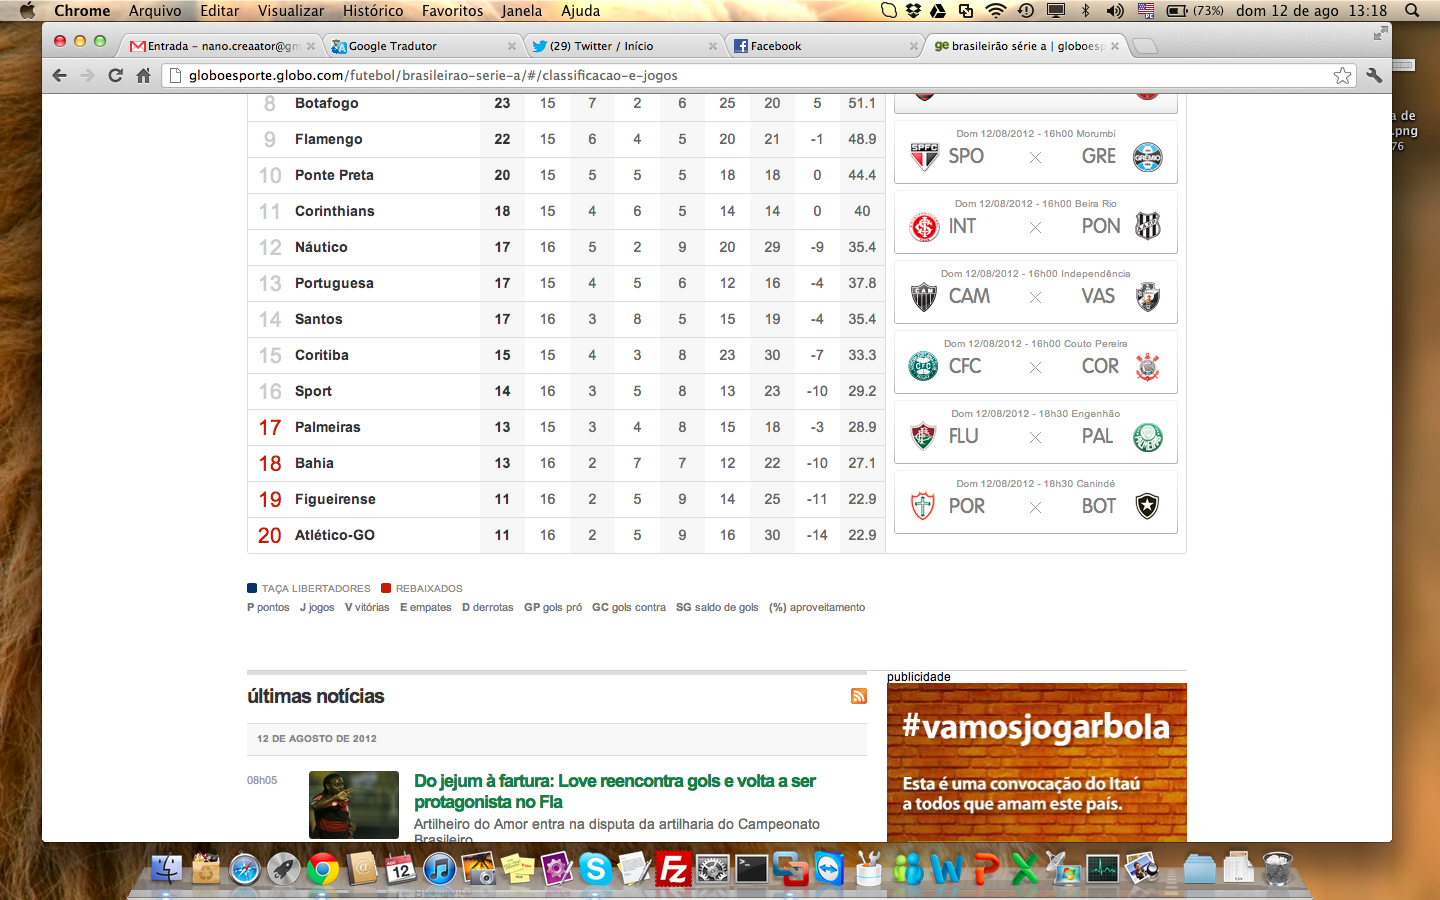 Chrome Arquivo Editar Visualizar Histórico Favoritos Janela Ajuda (73%) dom 12 de ago 13:18
Entrada – nano.creaator@gm Google Tradutor (29) Twitter / Início Facebook brasileirão série a | globoesp
globoesporte.globo.com/futebol/brasileirao-serie-a/#/classificacao-e-jogos
8 Botafogo 23 15 7 2 6 25 20 5 51.1
9 Flamengo 22 15 6 4 5 20 21 -1 48.9
10 Ponte Preta 20 15 5 5 5 18 18 0 44.4
11 Corinthians 18 15 4 6 5 14 14 0 40
12 Náutico 17 16 5 2 9 20 29 -9 35.4
13 Portuguesa 17 15 4 5 6 12 16 -4 37.8
14 Santos 17 16 3 8 5 15 19 -4 35.4
15 Coritiba 15 15 4 3 8 23 30 -7 33.3
16 Sport 14 16 3 5 8 13 23 -10 29.2
17 Palmeiras 13 15 3 4 8 15 18 -3 28.9
18 Bahia 13 16 2 7 7 12 22 -10 27.1
19 Figueirense 11 16 2 5 9 14 25 -11 22.9
20 Atlético-GO 11 16 2 5 9 16 30 -14 22.9
Dom 12/08/2012 - 16h00 Morumbi
SPO GRE
Dom 12/08/2012 - 16h00 Beira Rio
INT PON
Dom 12/08/2012 - 16h00 Independência
CAM VAS
Dom 12/08/2012 - 16h00 Couto Pereira
CFC COR
Dom 12/08/2012 - 18h30 Engenhão
FLU PAL
Dom 12/08/2012 - 18h30 Canindé
POR BOT
a de
.png
76
TAÇA LIBERTADORES REBAIXADOS
P pontos J jogos V vitórias E empates D derrotas GP gols pró GC gols contra SG saldo de gols (%) aproveitamento
últimas notícias
12 DE AGOSTO DE 2012
08h05
Do jejum à fartura: Love reencontra gols e volta a ser
protagonista no Fla
Artilheiro do Amor entra na disputa da artilharia do Campeonato
Brasileiro
publicidade
#vamosjogarbola
Esta é uma convocação do Itaú
a todos que amam este país.